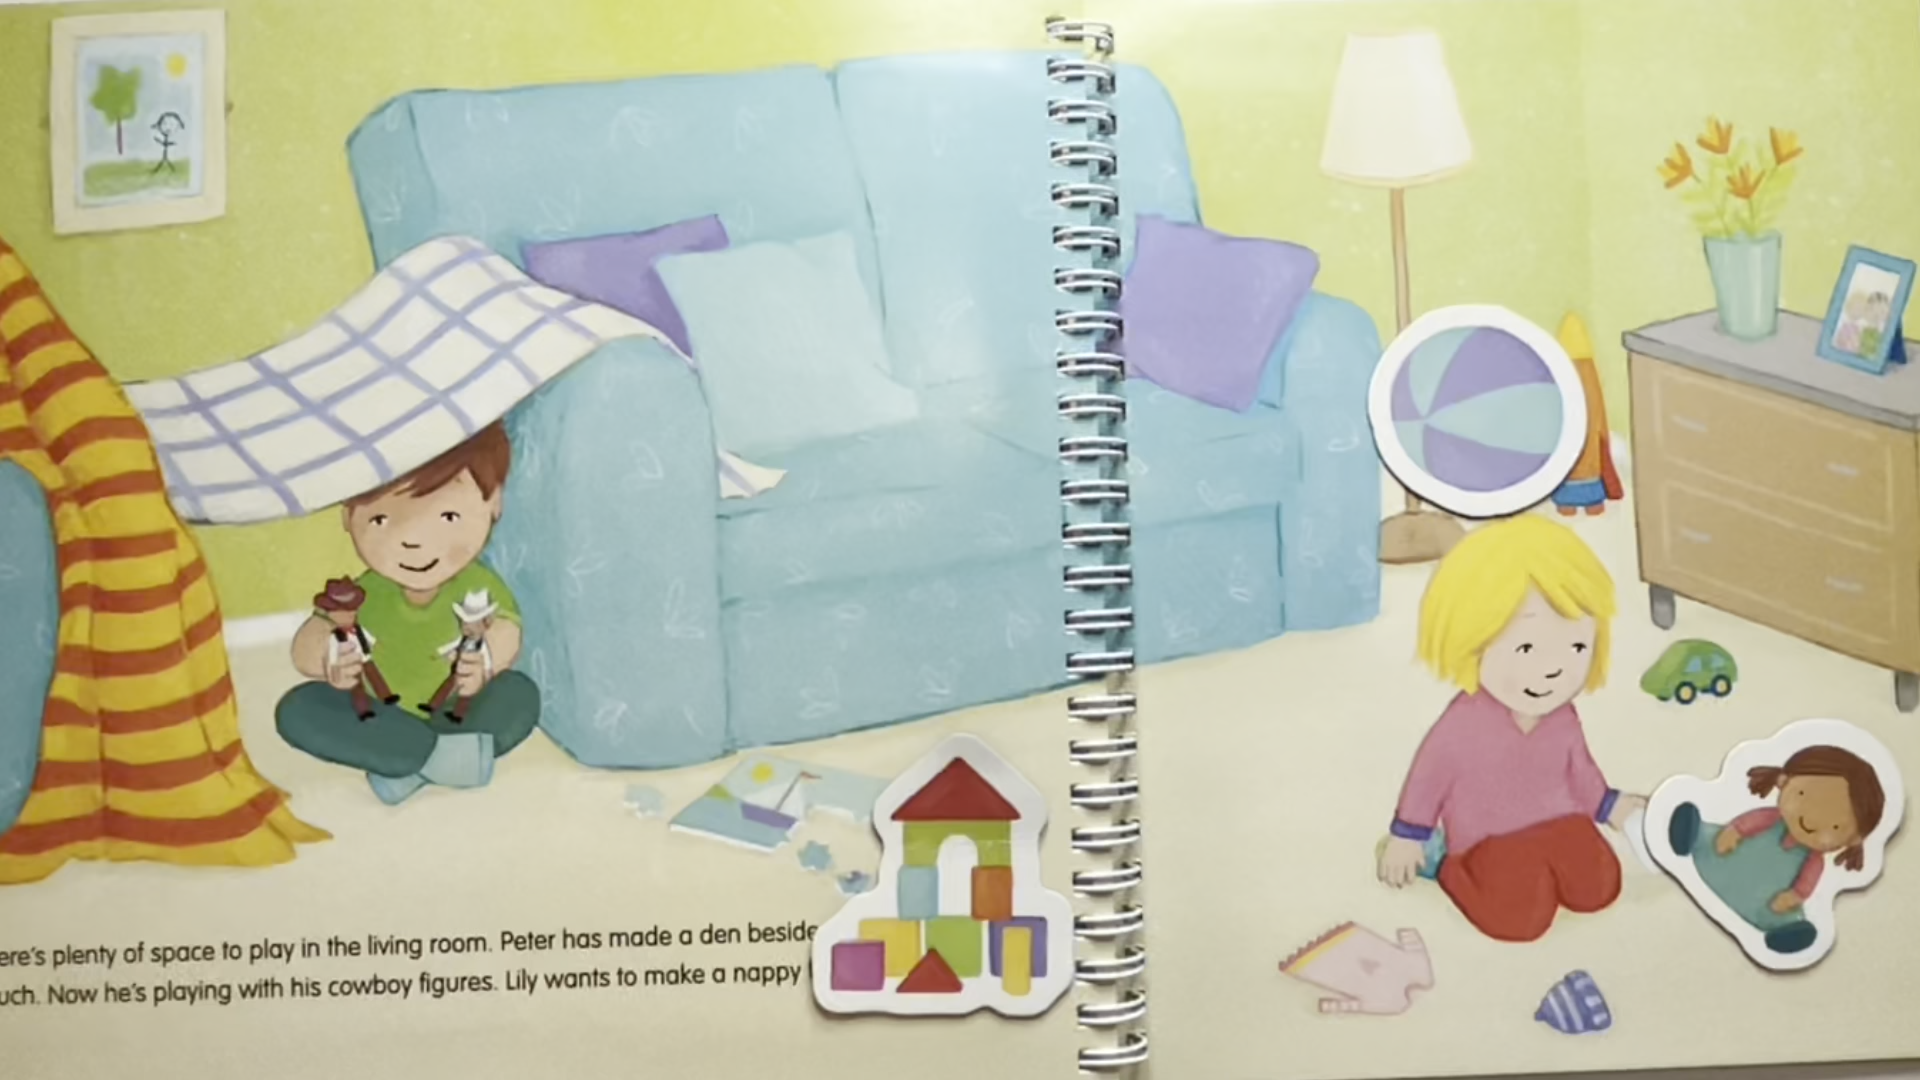 ere's plenty of space to play in the living room. Peter has made a den beside
uch. Now he's playing with his cowboy figures. Lily wants to make a nappy